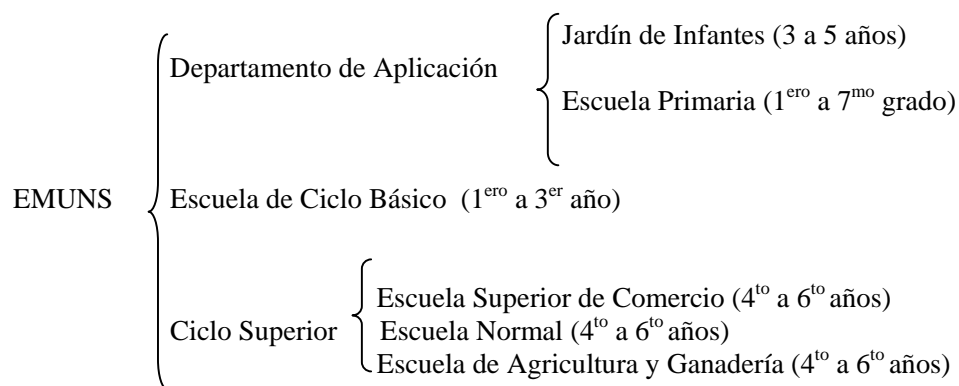 Jardín de Infantes (3 a 5 años)
Departamento de Aplicación
Escuela Primaria (1ero a 7mo grado)
EMUNS
Escuela de Ciclo Básico (1ero a 3er año)
Escuela Superior de Comercio (4to a 6to años)
Ciclo Superior
Escuela Normal (4to a 6to años)
Escuela de Agricultura y Ganadería (4to a 6to años)